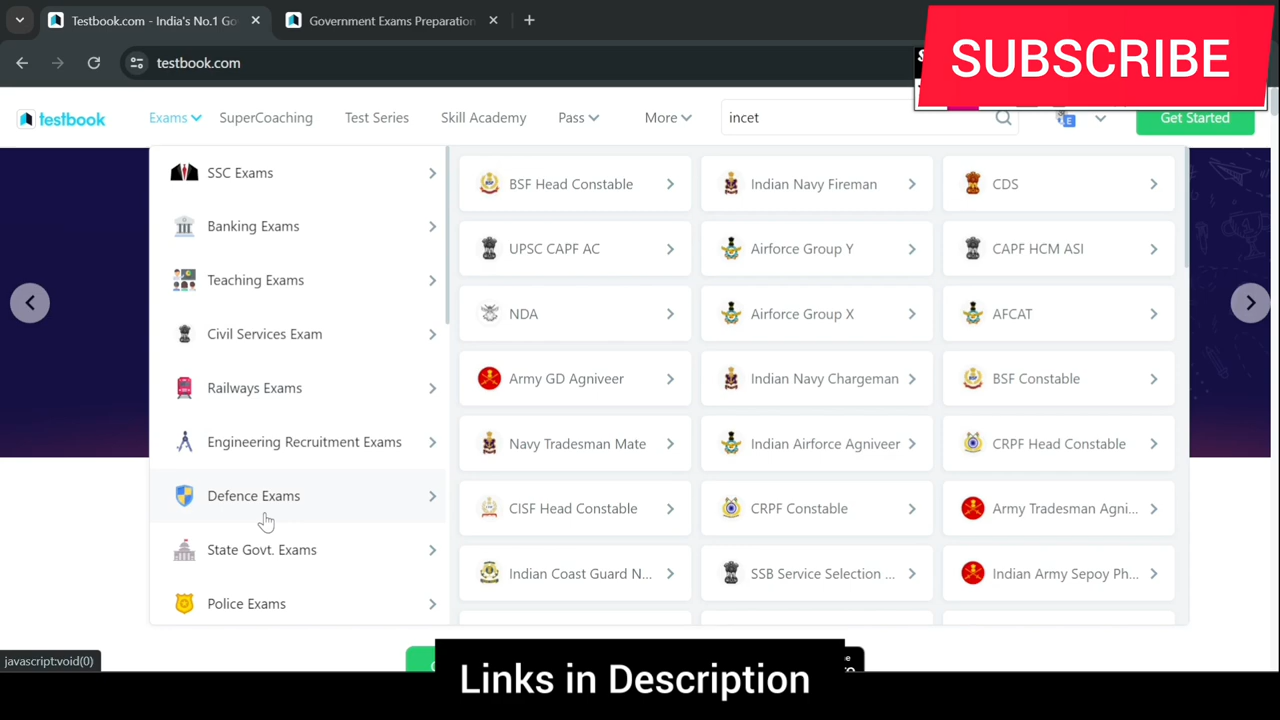 Testbook.com - India's No.1 Go
Government Exams Preparation
SUBSCRIBE
testbook.com
testbook
Exams
SuperCoaching
Test Series
Skill Academy
Pass
More
incet
Get Started
SSC Exams
Banking Exams
Teaching Exams
Civil Services Exam
Railways Exams
Engineering Recruitment Exams
Defence Exams
State Govt. Exams
Police Exams
BSF Head Constable
Indian Navy Fireman
CDS
UPSC CAPF AC
Airforce Group Y
CAPF HCM ASI
NDA
Airforce Group X
AFCAT
Army GD Agniveer
Indian Navy Chargeman
BSF Constable
Navy Tradesman Mate
Indian Airforce Agniveer
CRPF Head Constable
CISF Head Constable
CRPF Constable
Army Tradesman Agni...
Indian Coast Guard N...
SSB Service Selection ...
Indian Army Sepoy Ph...
javascript:void(0)
Links in Description